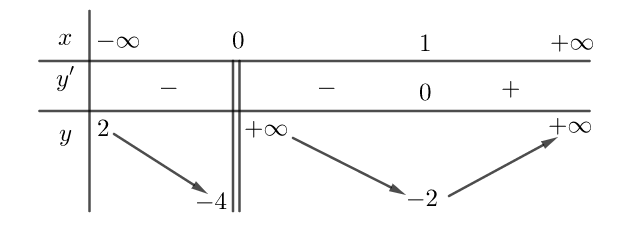 x −∞ 0 1 +∞
y′ − − 0 +
y 2 −4 +∞ −2 +∞